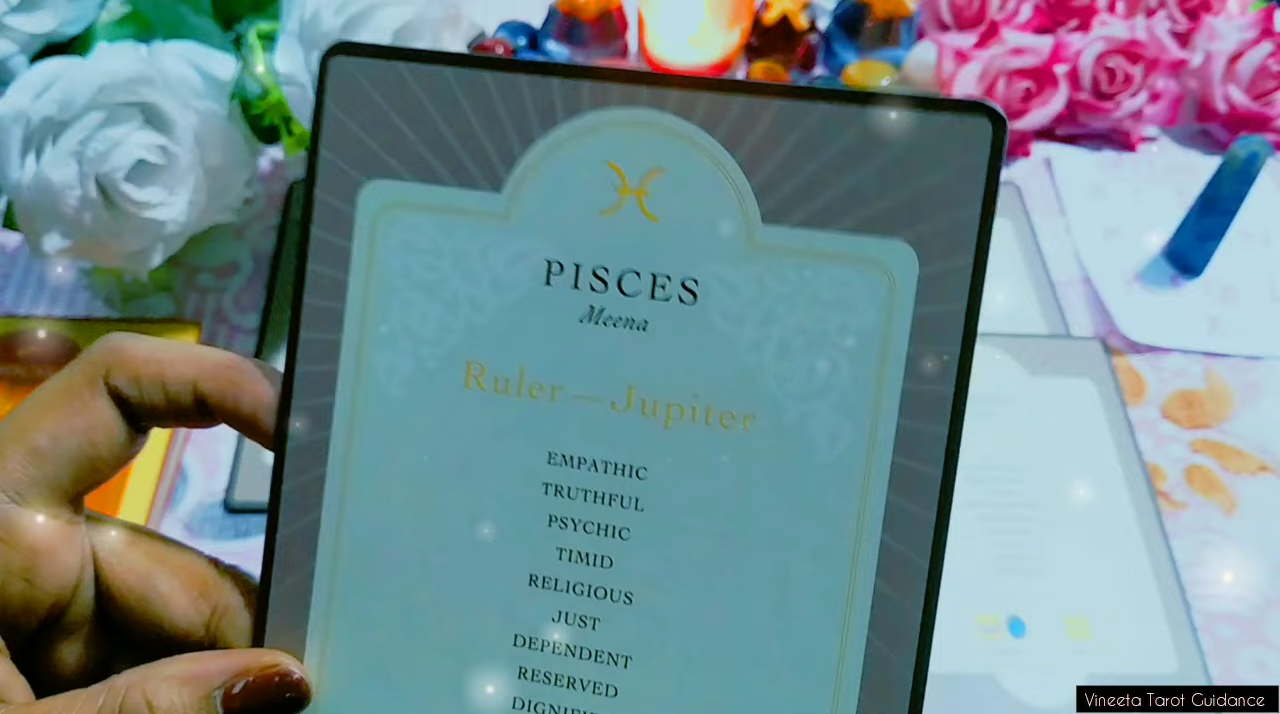 PISCES
Meena
Ruler—Jupiter
EMPATHIC
TRUTHFUL
PSYCHIC
TIMID
RELIGIOUS
JUST
DEPENDENT
RESERVED
Vineeta Tarot Guidance